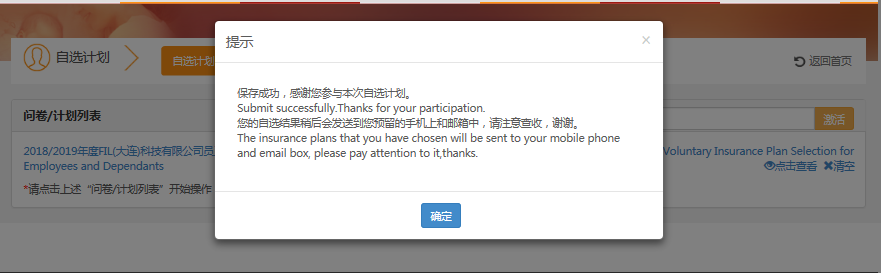 自选计划
自选计划
返回首页
提示
×
保存成功，感谢您参与本次自选计划。
Submit successfully.Thanks for your participation.
您的自选结果稍后会发送到您预留的手机上和邮箱中，请注意查收，谢谢。
The insurance plans that you have chosen will be sent to your mobile phone
and email box, please pay attention to it,thanks.
确定
问卷/计划列表
激活
2018/2019年度FIL(大连)科技有限公司员
Voluntary Insurance Plan Selection for
Employees and Dependants
点击查看 清空
*请点击上述“问卷/计划列表”开始操作